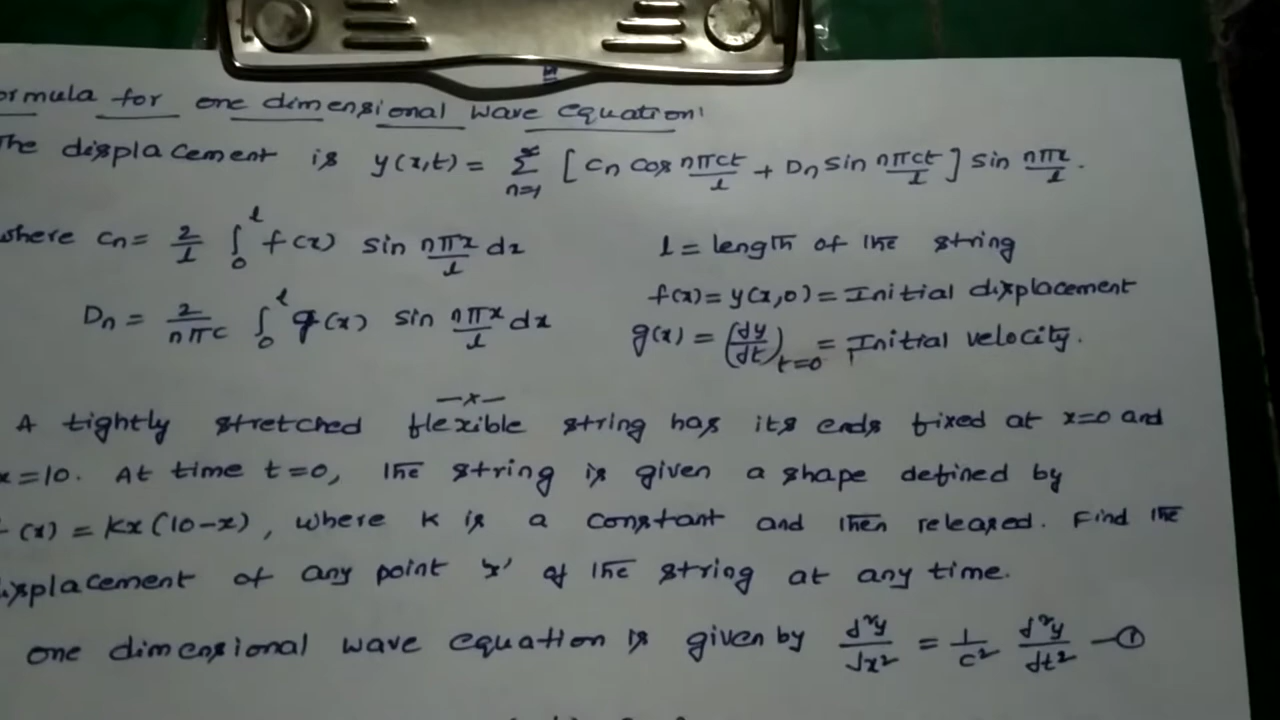 ormula for one dimensional wave equation:
The displacement is y(x,t) = ∞∑n=1 [Cn cos nπct/l + Dn sin nπct/l] sin nπx/l.
where Cn = 2/l ∫₀ˡ f(x) sin nπx/l dx
l = length of the string
f(x) = y(x,0) = Initial displacement
Dn = 2/nπc ∫₀ˡ g(x) sin nπx/l dx
g(x) = (dy/dt)t=0 = Initial velocity.
—x—
A tightly stretched flexible string has its ends fixed at x=0 and
x=10. At time t=0, the string is given a shape defined by
(x) = kx(10-x), where k is a constant and then released. Find the
isplacement of any point 'x' of the string at any time.
one dimensional wave equation is given by d²y/dx² = 1/c² d²y/dt² —①